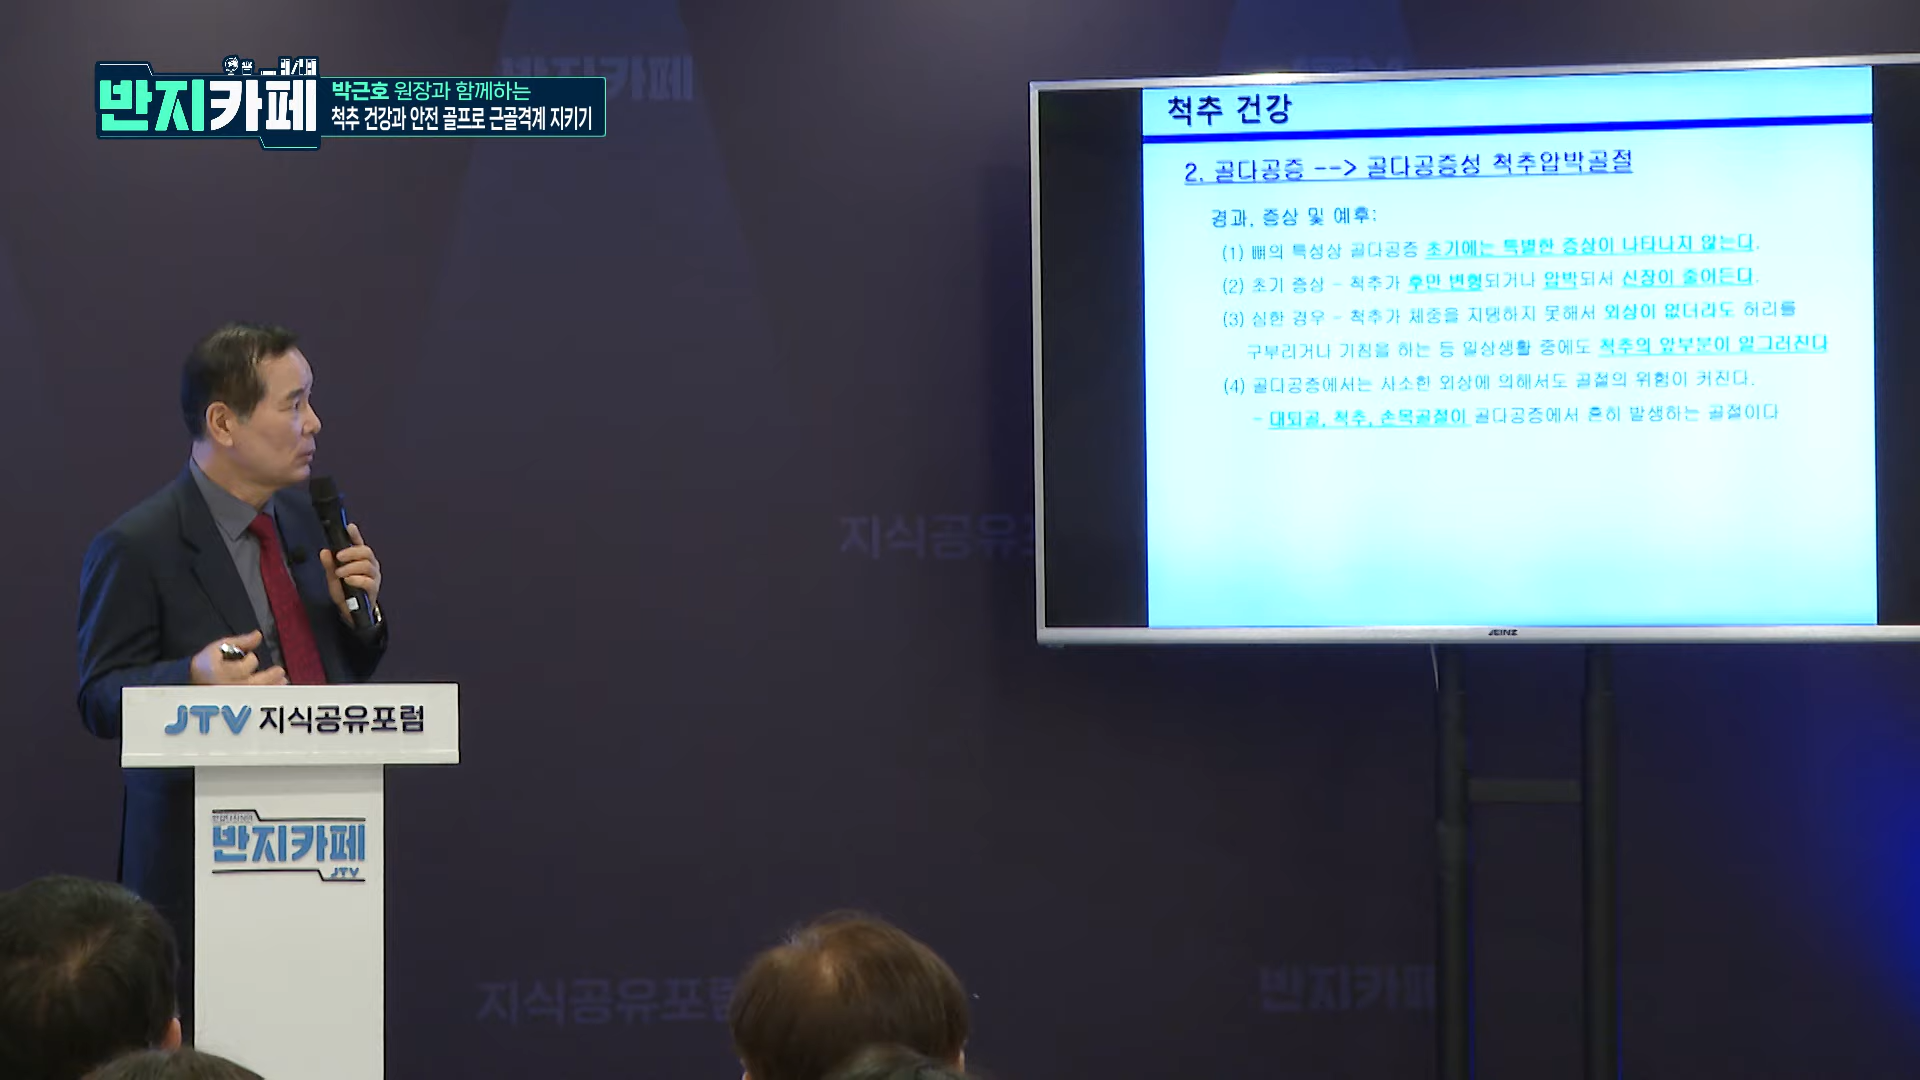 반지카페
박근호 원장과 함께하는
척추 건강과 안전 골프로 근골격계 지키기
반지카페
척추 건강
2. 골다공증 --> 골다공증성 척추압박골절
경과, 증상 및 예후:
(1) 뼈의 특성상 골다공증 초기에는 특별한 증상이 나타나지 않는다.
(2) 초기 증상 - 척추가 후만 변형되거나 압박되서 신장이 줄어든다.
(3) 심한 경우 - 척추가 체중을 지탱하지 못해서 외상이 없더라도 허리를
구부리거나 기침을 하는 등 일상생활 중에도 척추의 앞부분이 일그러진다
(4) 골다공증에서는 사소한 외상에 의해서도 골절의 위험이 커진다.
- 대퇴골, 척추, 손목골절이 골다공증에서 흔히 발생하는 골절이다
JEINZ
지식공유
JTV 지식공유포럼
반지카페
JTV
지식공유포럼
반지카페